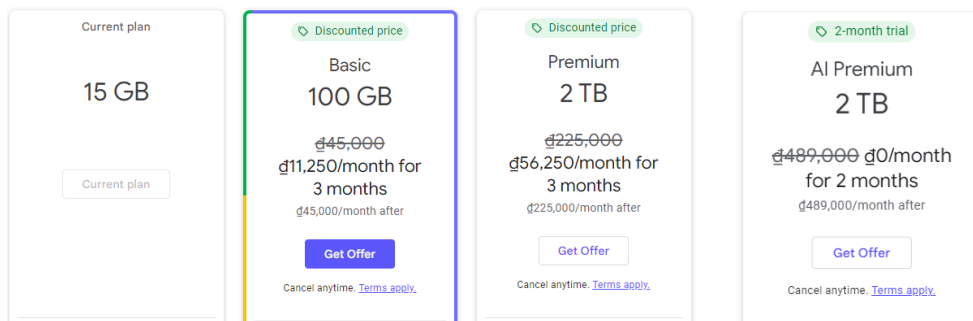 Current plan
15 GB
Current plan
Discounted price
Basic
100 GB
₫45,000
₫11,250/month for
3 months
₫45,000/month after
Get Offer
Cancel anytime. Terms apply.
Discounted price
Premium
2 TB
₫225,000
₫56,250/month for
3 months
₫225,000/month after
Get Offer
Cancel anytime. Terms apply.
2-month trial
AI Premium
2 TB
₫489,000 ₫0/month
for 2 months
₫489,000/month after
Get Offer
Cancel anytime. Terms apply.